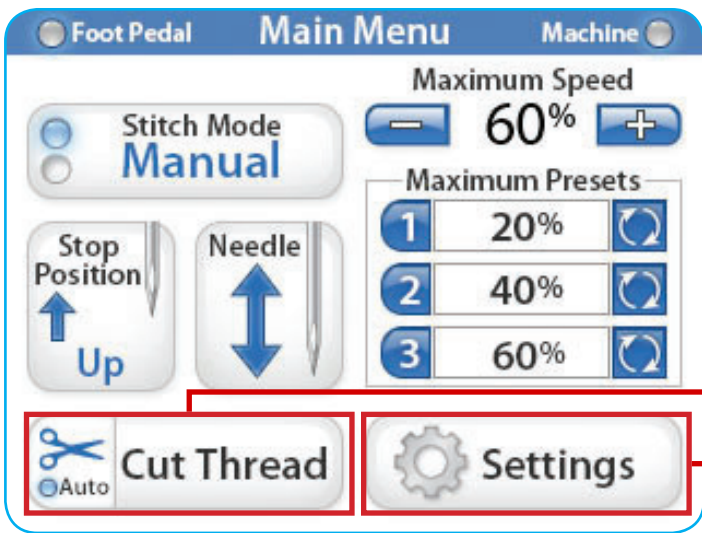 Foot Pedal
Main Menu
Machine
Maximum Speed
60%
Stitch Mode
Manual
Maximum Presets
1 20%
2 40%
3 60%
Stop
Position
Up
Needle
Auto
Cut Thread
Settings